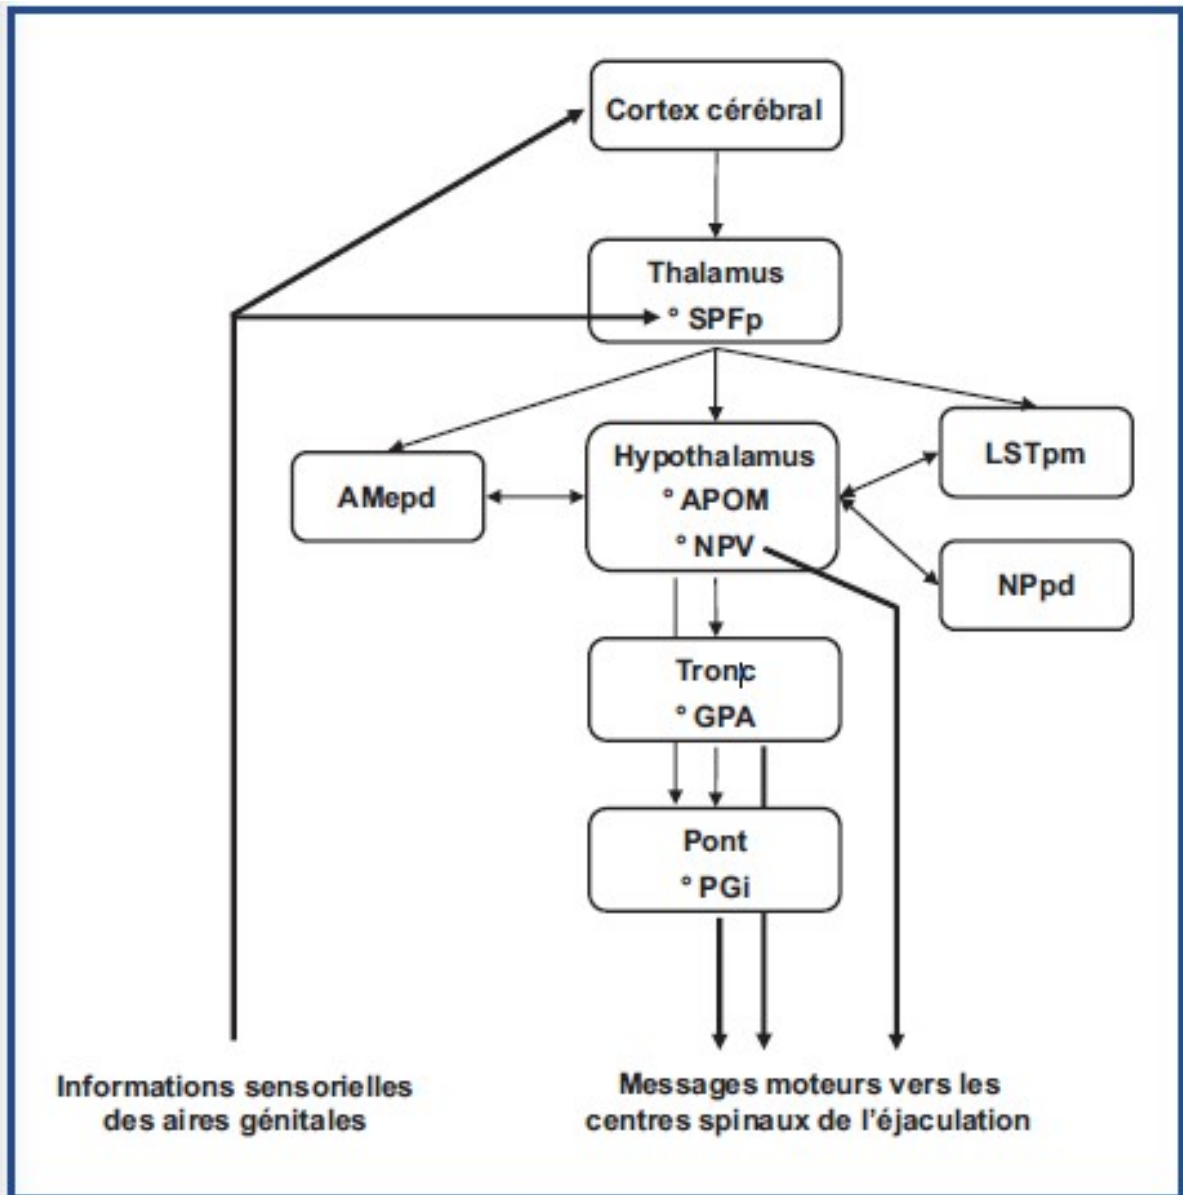 Cortex cérébral
Thalamus
° SPFp
AMepd
Hypothalamus
° APOM
° NPV
LSTpm
NPpd
Tronc
° GPA
Pont
° PGi
Informations sensorielles
des aires génitales
Messages moteurs vers les
centres spinaux de l'éjaculation